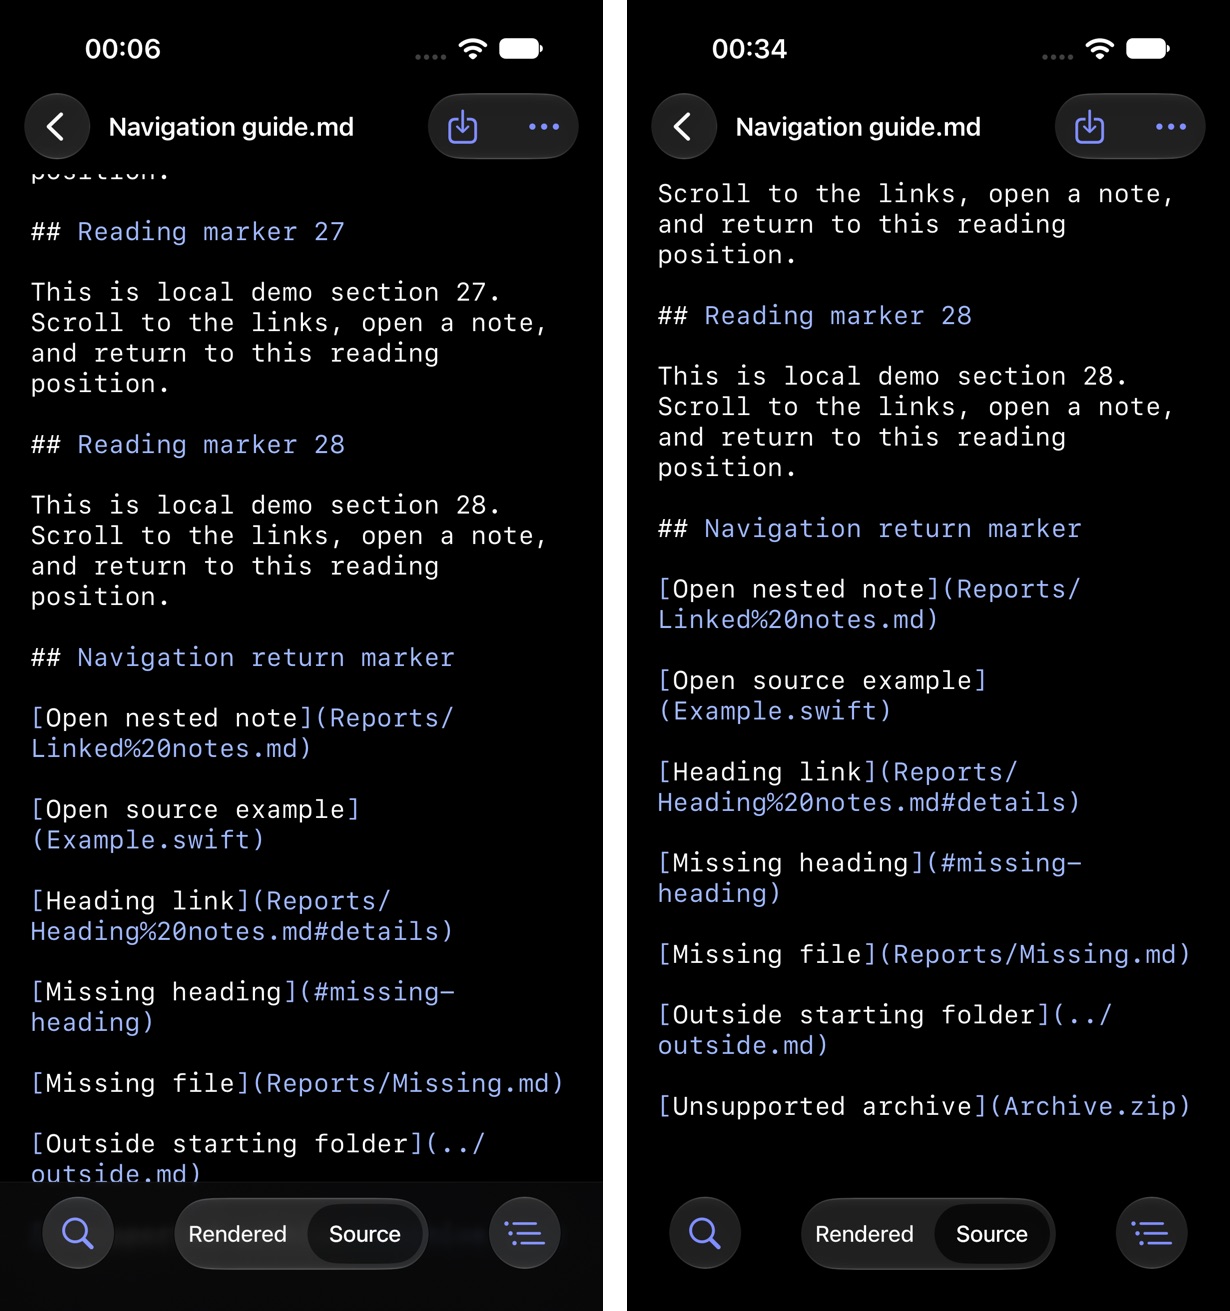 00:06
Navigation guide.md
position.
## Reading marker 27
This is local demo section 27.
Scroll to the links, open a note,
and return to this reading
position.
## Reading marker 28
This is local demo section 28.
Scroll to the links, open a note,
and return to this reading
position.
## Navigation return marker
[Open nested note](Reports/
Linked%20notes.md)
[Open source example]
(Example.swift)
[Heading link](Reports/
Heading%20notes.md#details)
[Missing heading](#missing-
heading)
[Missing file](Reports/Missing.md)
[Outside starting folder](../
outside.md)
Rendered Source
00:34
Navigation guide.md
Scroll to the links, open a note,
and return to this reading
position.
## Reading marker 28
This is local demo section 28.
Scroll to the links, open a note,
and return to this reading
position.
## Navigation return marker
[Open nested note](Reports/
Linked%20notes.md)
[Open source example]
(Example.swift)
[Heading link](Reports/
Heading%20notes.md#details)
[Missing heading](#missing-
heading)
[Missing file](Reports/Missing.md)
[Outside starting folder](../
outside.md)
[Unsupported archive](Archive.zip)
Rendered Source